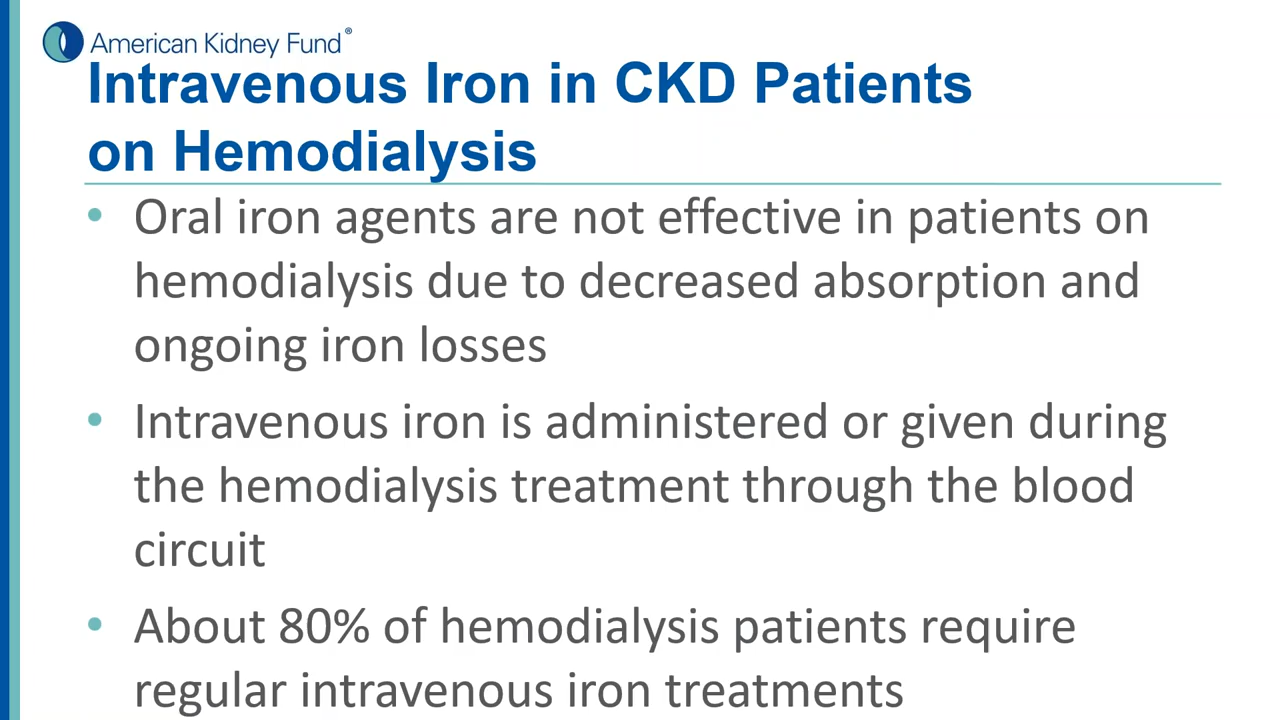 American Kidney Fund®
Intravenous Iron in CKD Patients
on Hemodialysis
• Oral iron agents are not effective in patients on
hemodialysis due to decreased absorption and
ongoing iron losses
• Intravenous iron is administered or given during
the hemodialysis treatment through the blood
circuit
• About 80% of hemodialysis patients require
regular intravenous iron treatments